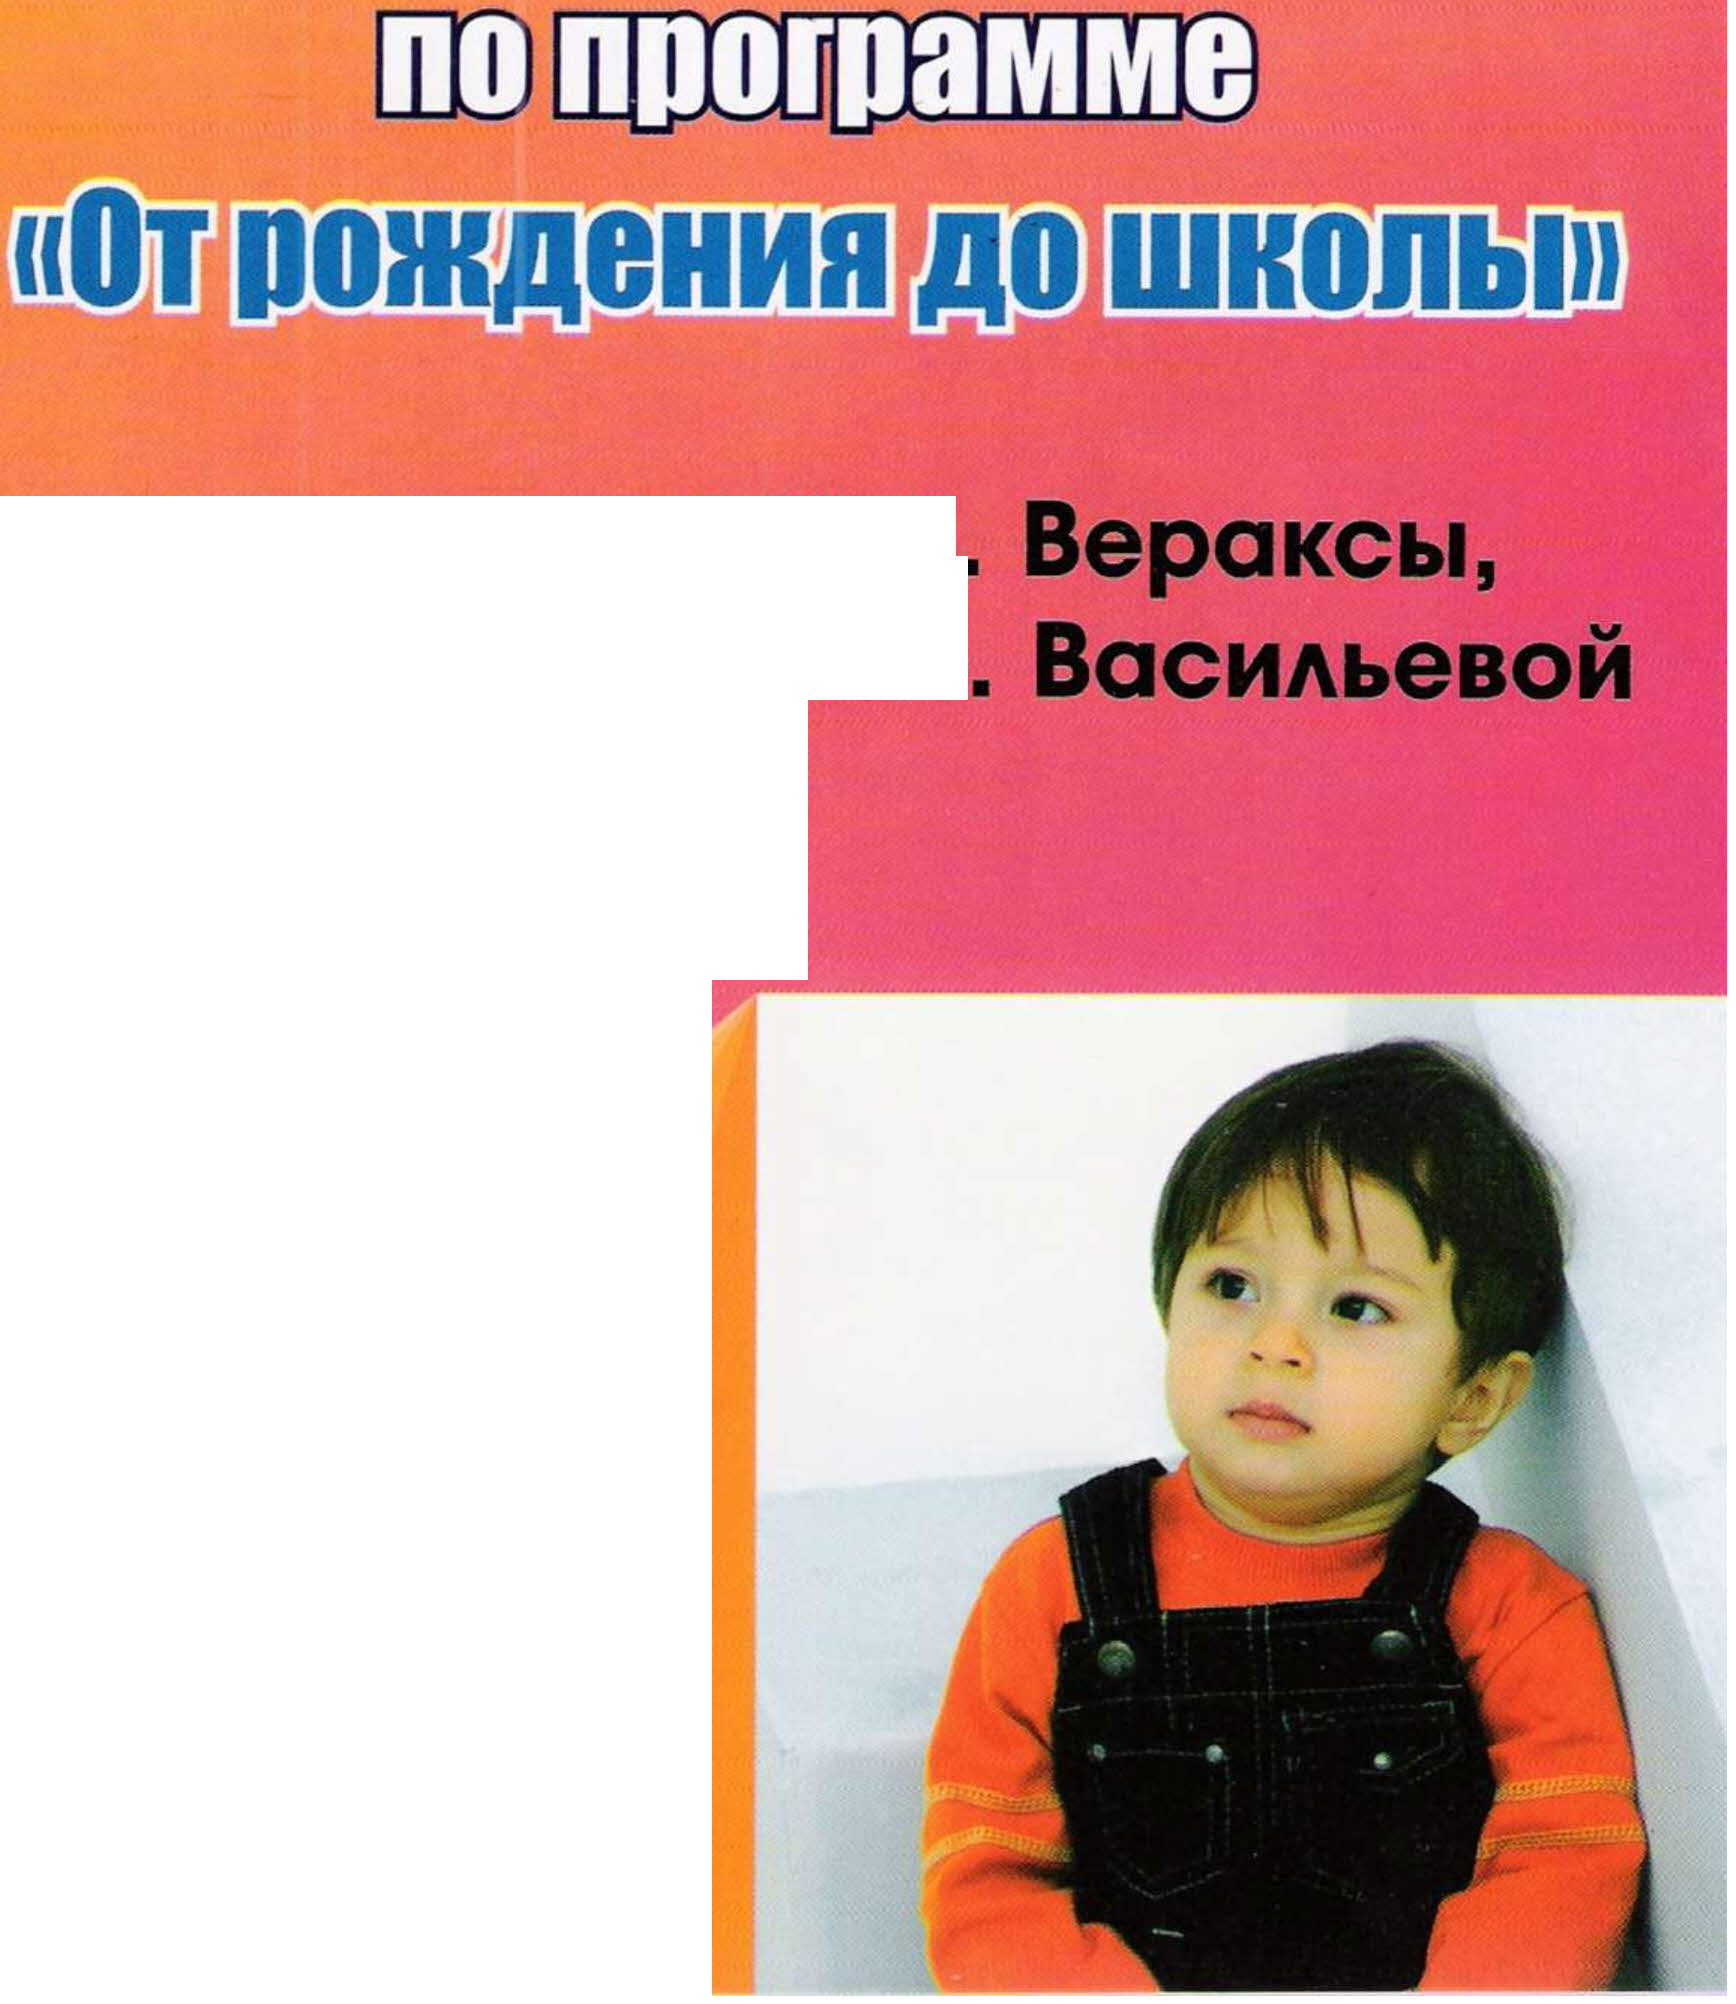 по программе
«От рождения до школы»
. Вераксы,
. Васильевой